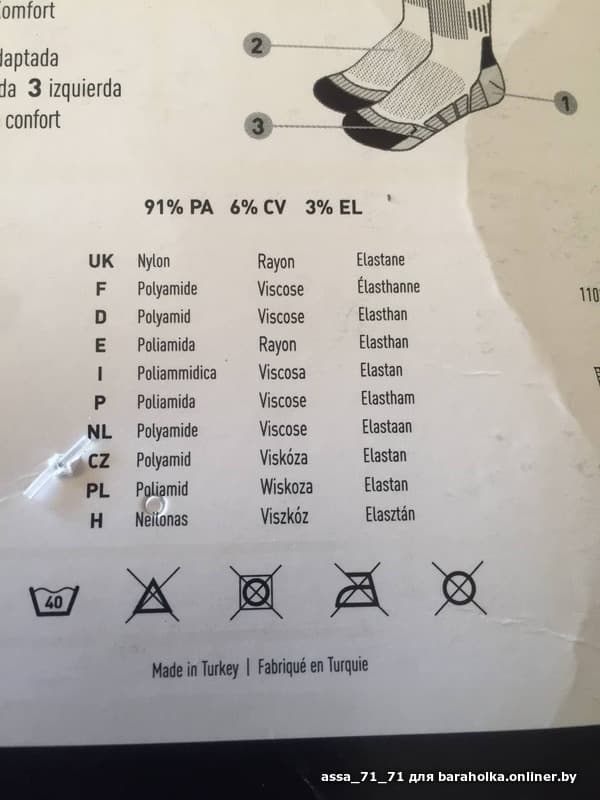 Comfort
adaptada
da 3 izquierda
confort
2
3
1
91% PA 6% CV 3% EL
UK Nylon Rayon Elastane
F Polyamide Viscose Élasthanne
D Polyamid Viscose Elasthan
E Poliamida Rayon Elasthan
I Poliammidica Viscosa Elastan
P Poliamida Viscose Elastham
NL Polyamide Viscose Elastaan
CZ Polyamid Viskóza Elastan
PL Poliamid Wiskoza Elastan
H Neilonas Viszkóz Elasztán
110
40
Made in Turkey | Fabriqué en Turquie
assa_71_71 для baraholka.onliner.by